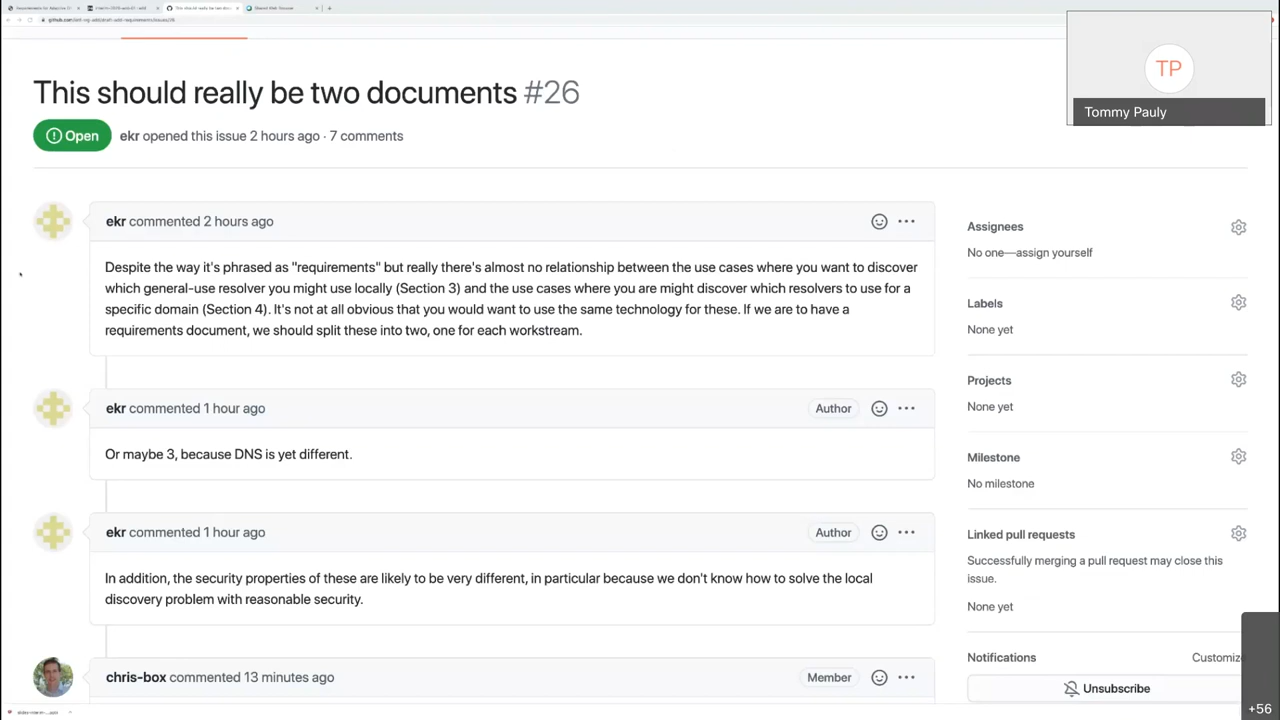 This should really be two documents #26
Open ekr opened this issue 2 hours ago · 7 comments
TP
Tommy Pauly
ekr commented 2 hours ago
Despite the way it's phrased as "requirements" but really there's almost no relationship between the use cases where you want to discover
which general-use resolver you might use locally (Section 3) and the use cases where you are might discover which resolvers to use for a
specific domain (Section 4). It's not at all obvious that you would want to use the same technology for these. If we are to have a
requirements document, we should split these into two, one for each workstream.
ekr commented 1 hour ago Author
Or maybe 3, because DNS is yet different.
ekr commented 1 hour ago Author
In addition, the security properties of these are likely to be very different, in particular because we don't know how to solve the local
discovery problem with reasonable security.
chris-box commented 13 minutes ago Member
Assignees
No one—assign yourself
Labels
None yet
Projects
None yet
Milestone
No milestone
Linked pull requests
Successfully merging a pull request may close this
issue.
None yet
Notifications Customize
Unsubscribe
+56